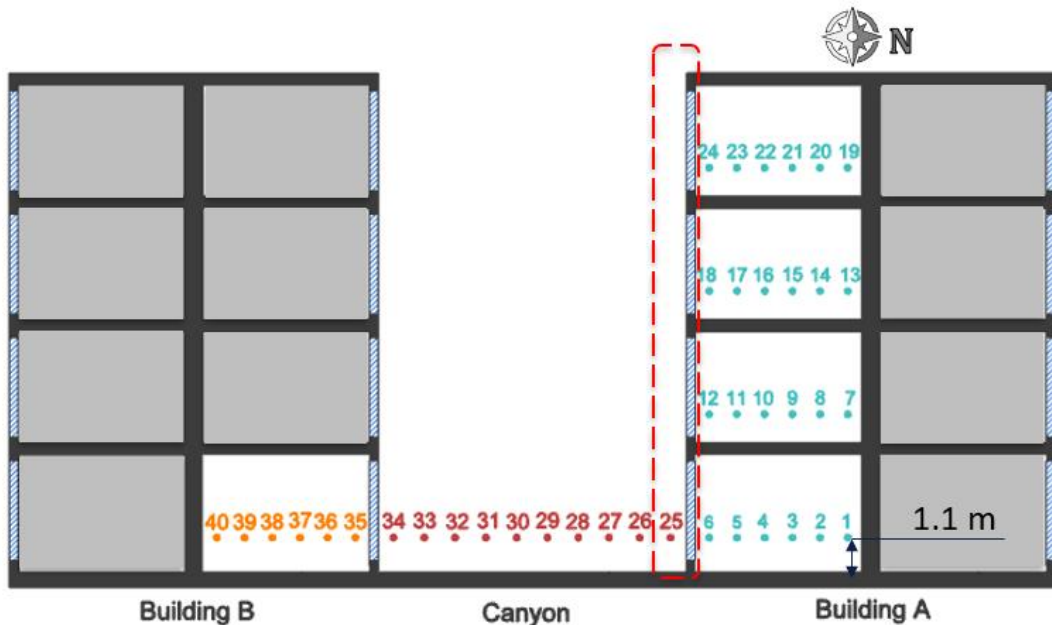 N
24 23 22 21 20 19
18 17 16 15 14 13
12 11 10 9 8 7
40 39 38 37 36 35 34 33 32 31 30 29 28 27 26 25 6 5 4 3 2 1 1.1 m
Building B Canyon Building A